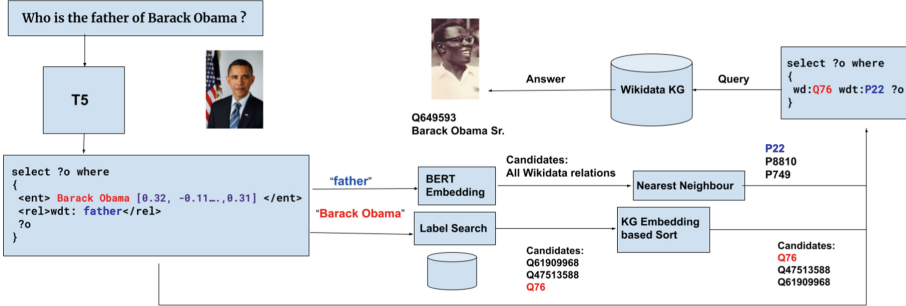 Who is the father of Barack Obama ?
T5
select ?o where
{
<ent> Barack Obama [0.32, -0.11….,0.31] </ent>
<rel>wdt: father</rel>
?o
}
“father”
“Barack Obama”
BERT
Embedding
Label Search
Candidates:
All Wikidata relations
Candidates:
Q61909968
Q47513588
Q76
Nearest Neighbour
KG Embedding
based Sort
P22
P8810
P749
Candidates:
Q76
Q47513588
Q61909968
select ?o where
{
wd:Q76 wdt:P22 ?o
}
Query
Wikidata KG
Answer
Q649593
Barack Obama Sr.